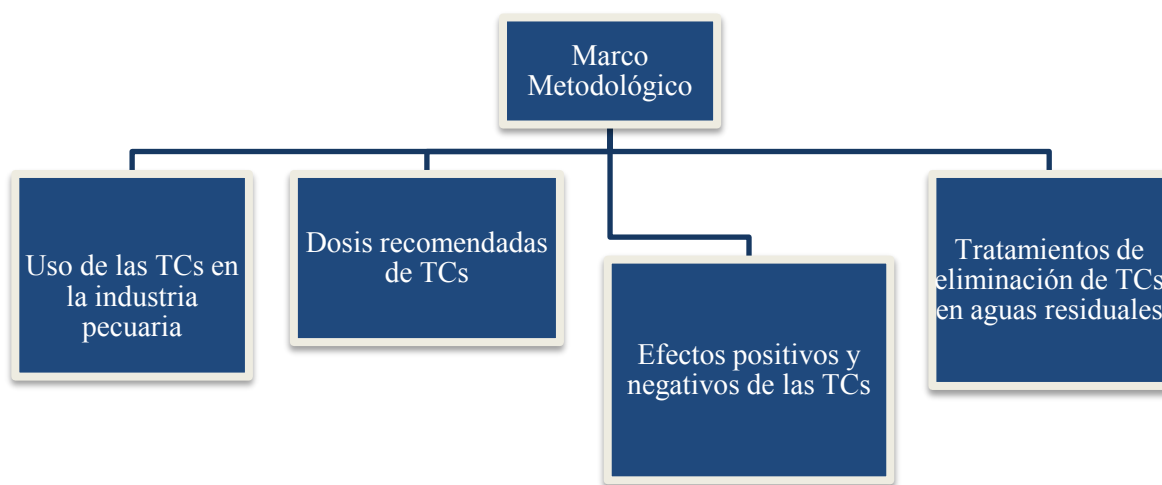 Marco
Metodológico
Uso de las TCs en
la industria
pecuaria
Dosis recomendadas
de TCs
Efectos positivos y
negativos de las TCs
Tratamientos de
eliminación de TCs
en aguas residuales